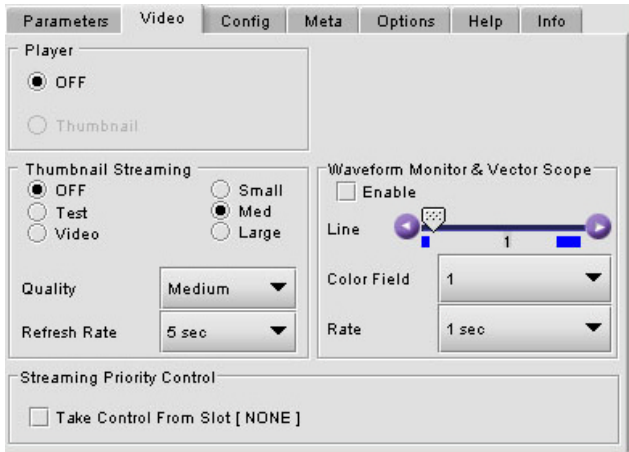 Parameters Video Config Meta Options Help Info
Player
OFF
Thumbnail
Thumbnail Streaming
OFF Small
Test Med
Video Large
Quality Medium
Refresh Rate 5 sec
Waveform Monitor & Vector Scope
Enable
Line
1
Color Field 1
Rate 1 sec
Streaming Priority Control
Take Control From Slot [ NONE ]